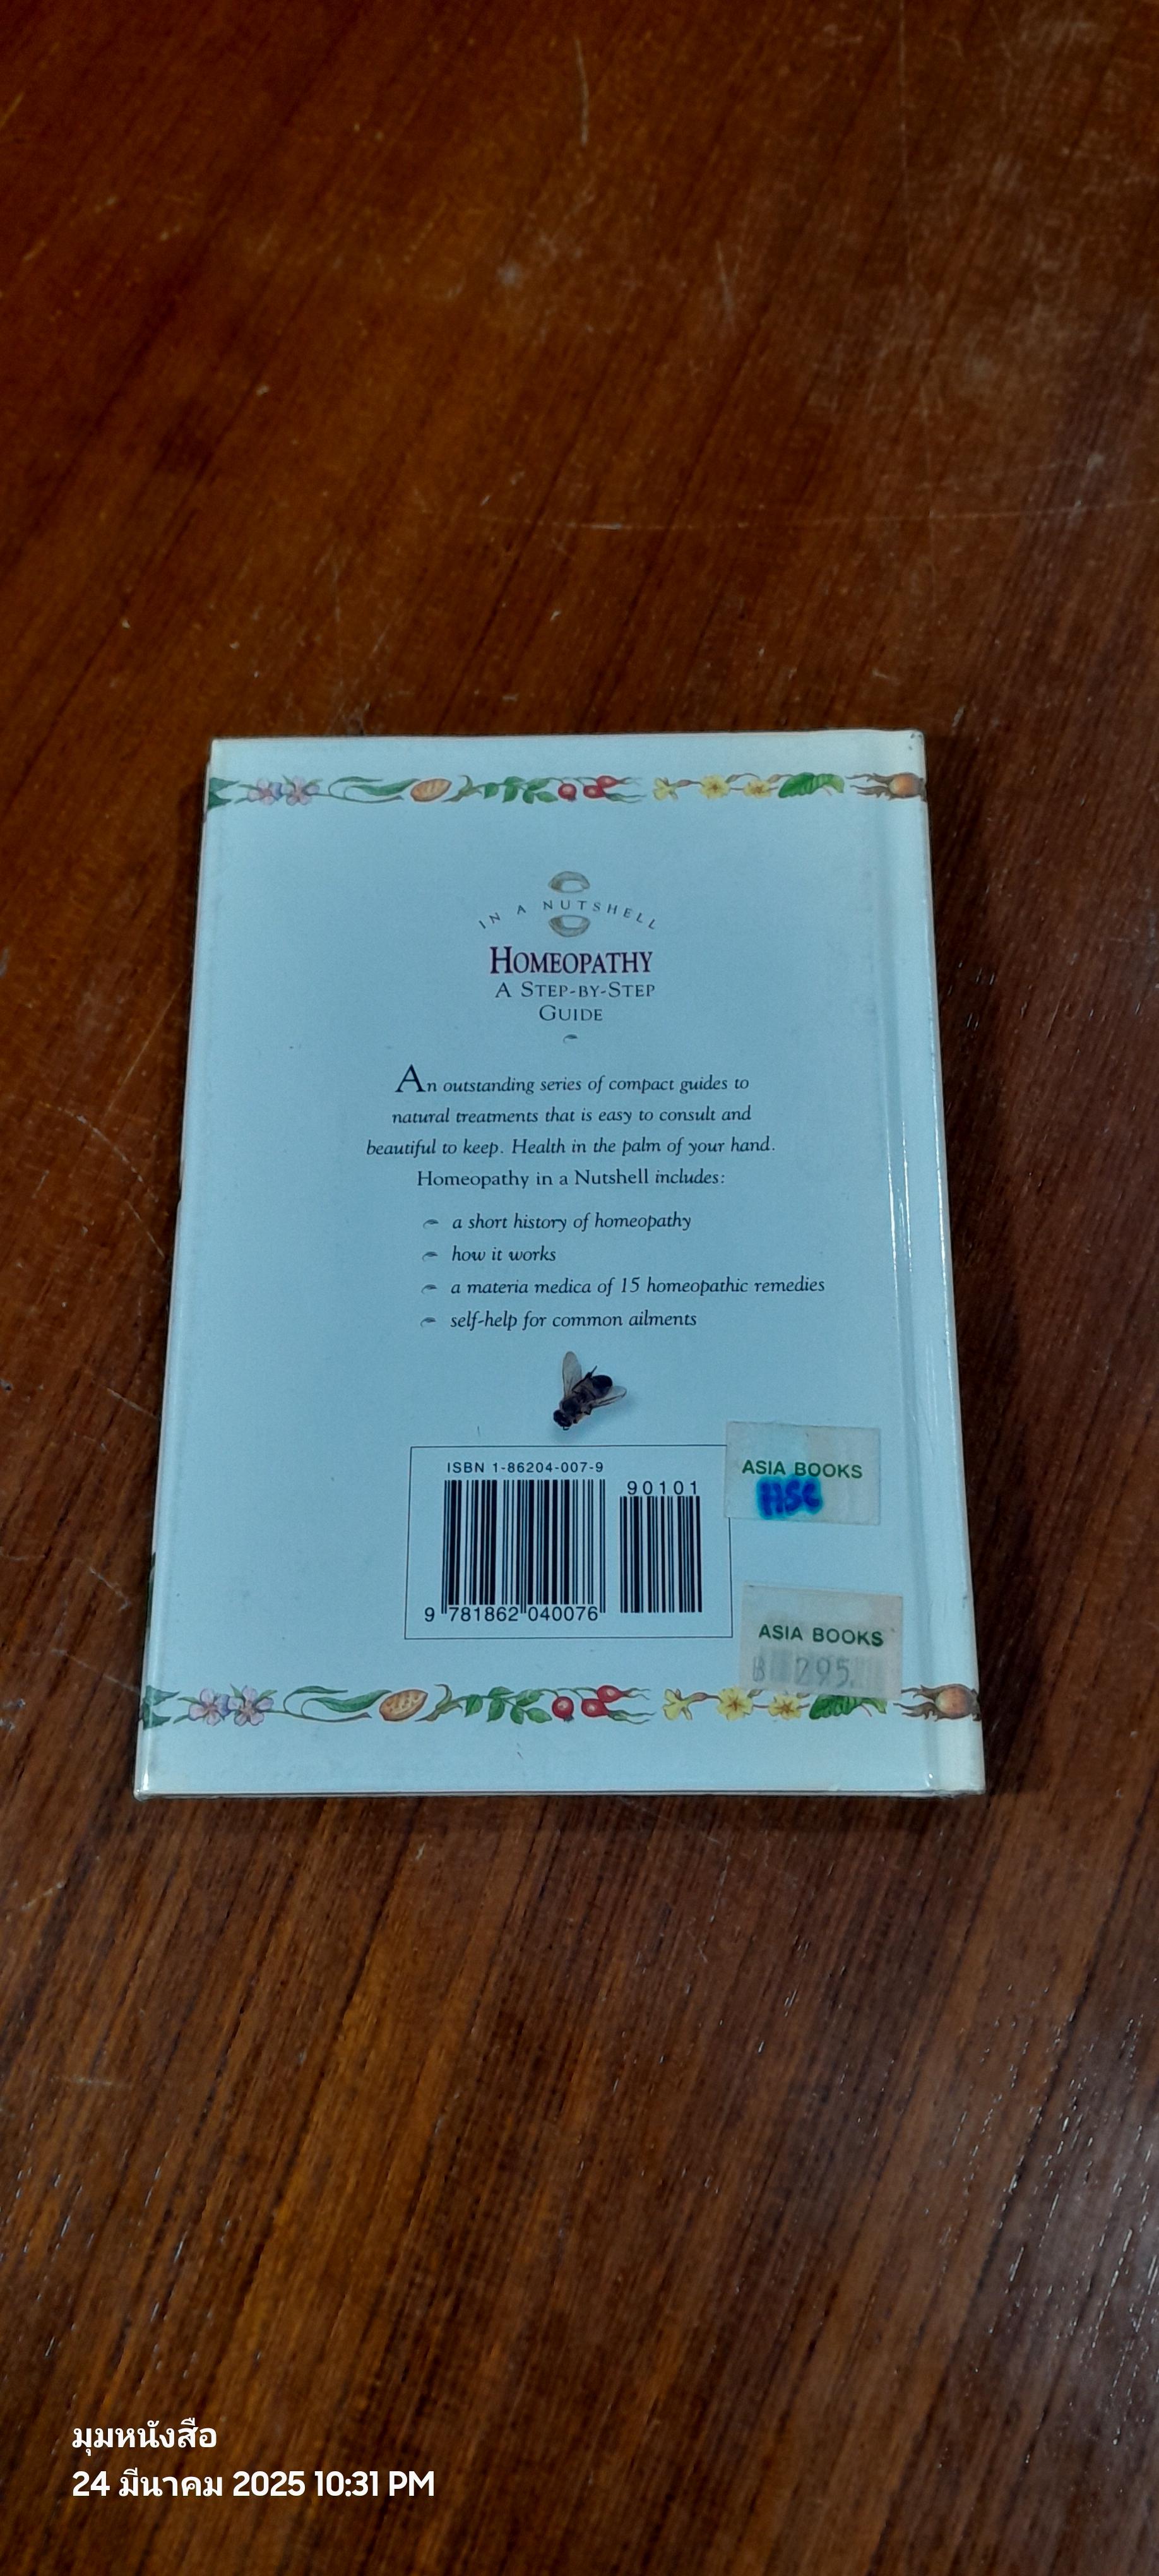 IN A NUTSHELL
HOMEOPATHY
A STEP-BY-STEP
GUIDE
An outstanding series of compact guides to
natural treatments that is easy to consult and
beautiful to keep. Health in the palm of your hand.
Homeopathy in a Nutshell includes:
a short history of homeopathy
how it works
a materia medica of 15 homeopathic remedies
self-help for common ailments
ISBN 1-86204-007-9
90101
9 781862 040076
ASIA BOOKS
HSC
ASIA BOOKS
295.
มุมหนังสือ
24 มีนาคม 2025 10:31 PM